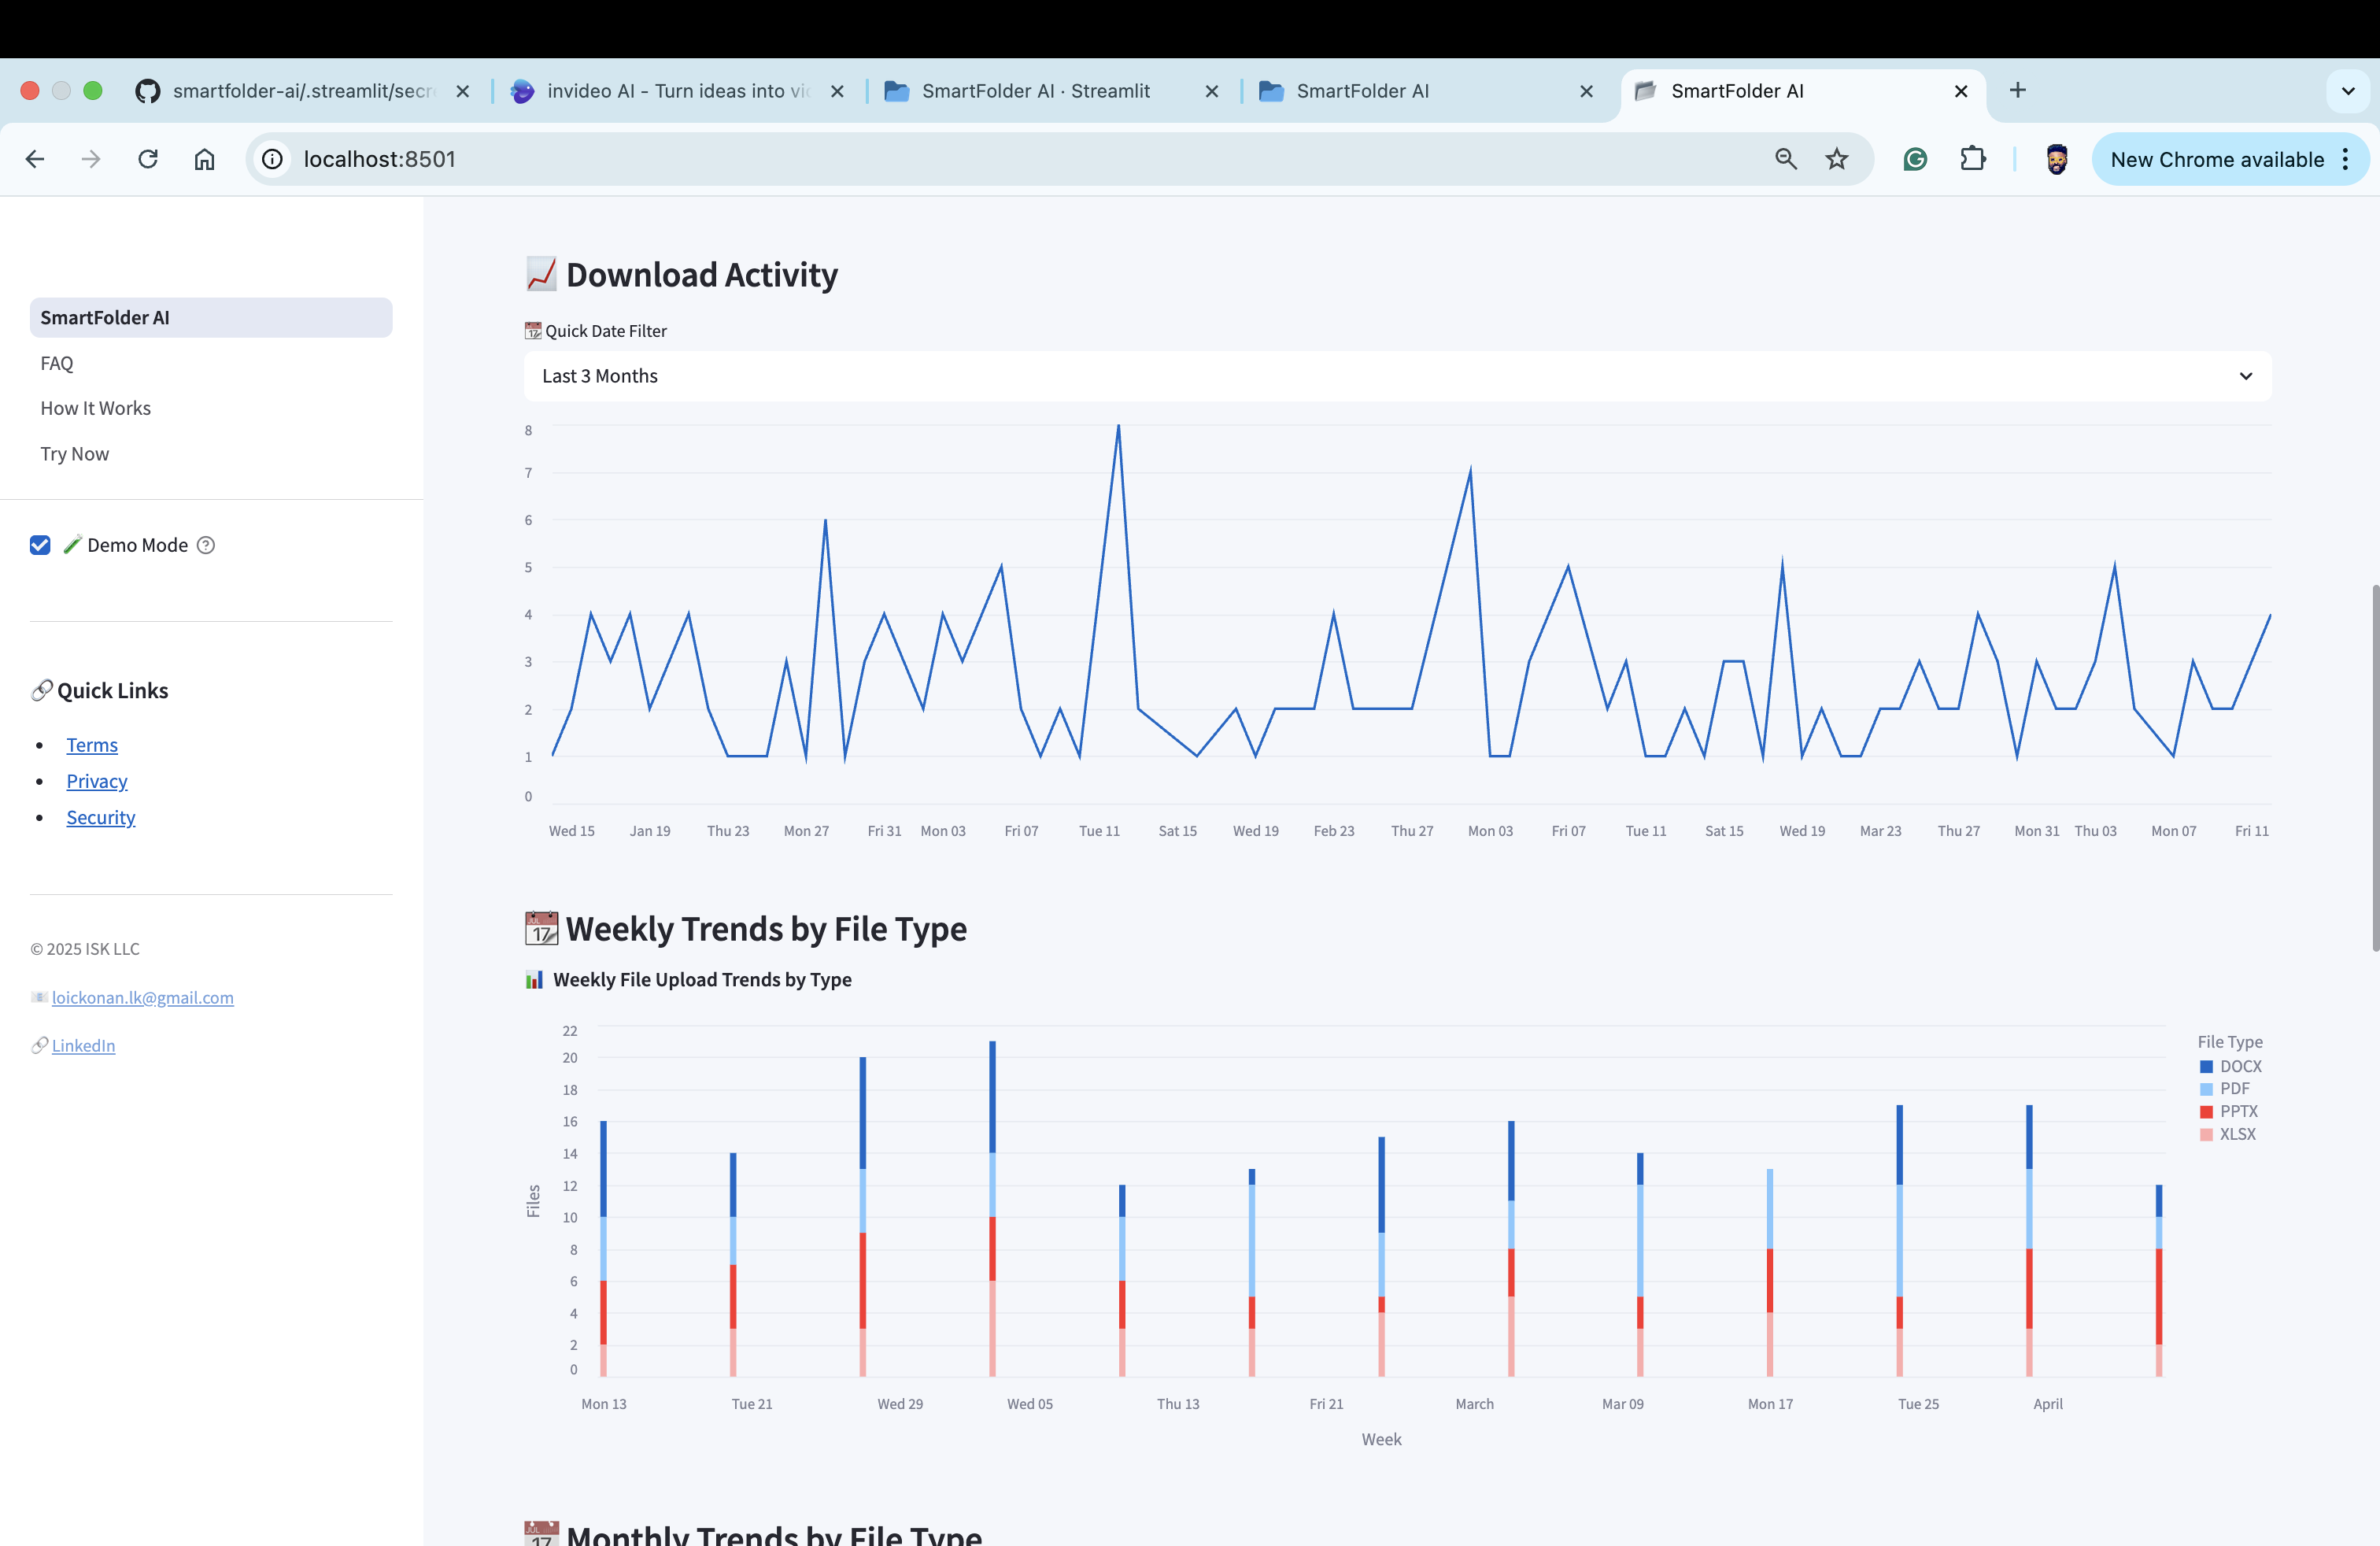 smartfolder-ai/.streamlit/secr
invideo AI - Turn ideas into vi
SmartFolder AI · Streamlit
SmartFolder AI
SmartFolder AI
localhost:8501
New Chrome available
SmartFolder AI
FAQ
How It Works
Try Now
Demo Mode
Quick Links
Terms
Privacy
Security
© 2025 ISK LLC
loickonan.lk@gmail.com
LinkedIn
Download Activity
17 Quick Date Filter
Last 3 Months
8
7
6
5
4
3
2
1
0
Wed 15 Jan 19 Thu 23 Mon 27 Fri 31 Mon 03 Fri 07 Tue 11 Sat 15 Wed 19 Feb 23 Thu 27 Mon 03 Fri 07 Tue 11 Sat 15 Wed 19 Mar 23 Thu 27 Mon 31 Thu 03 Mon 07 Fri 11
JUL
17 Weekly Trends by File Type
Weekly File Upload Trends by Type
Files
22
20
18
16
14
12
10
8
6
4
2
0
Mon 13 Tue 21 Wed 29 Wed 05 Thu 13 Fri 21 March Mar 09 Mon 17 Tue 25 April
Week
File Type
DOCX
PDF
PPTX
XLSX
JUL
17 Monthly Trends by File Type